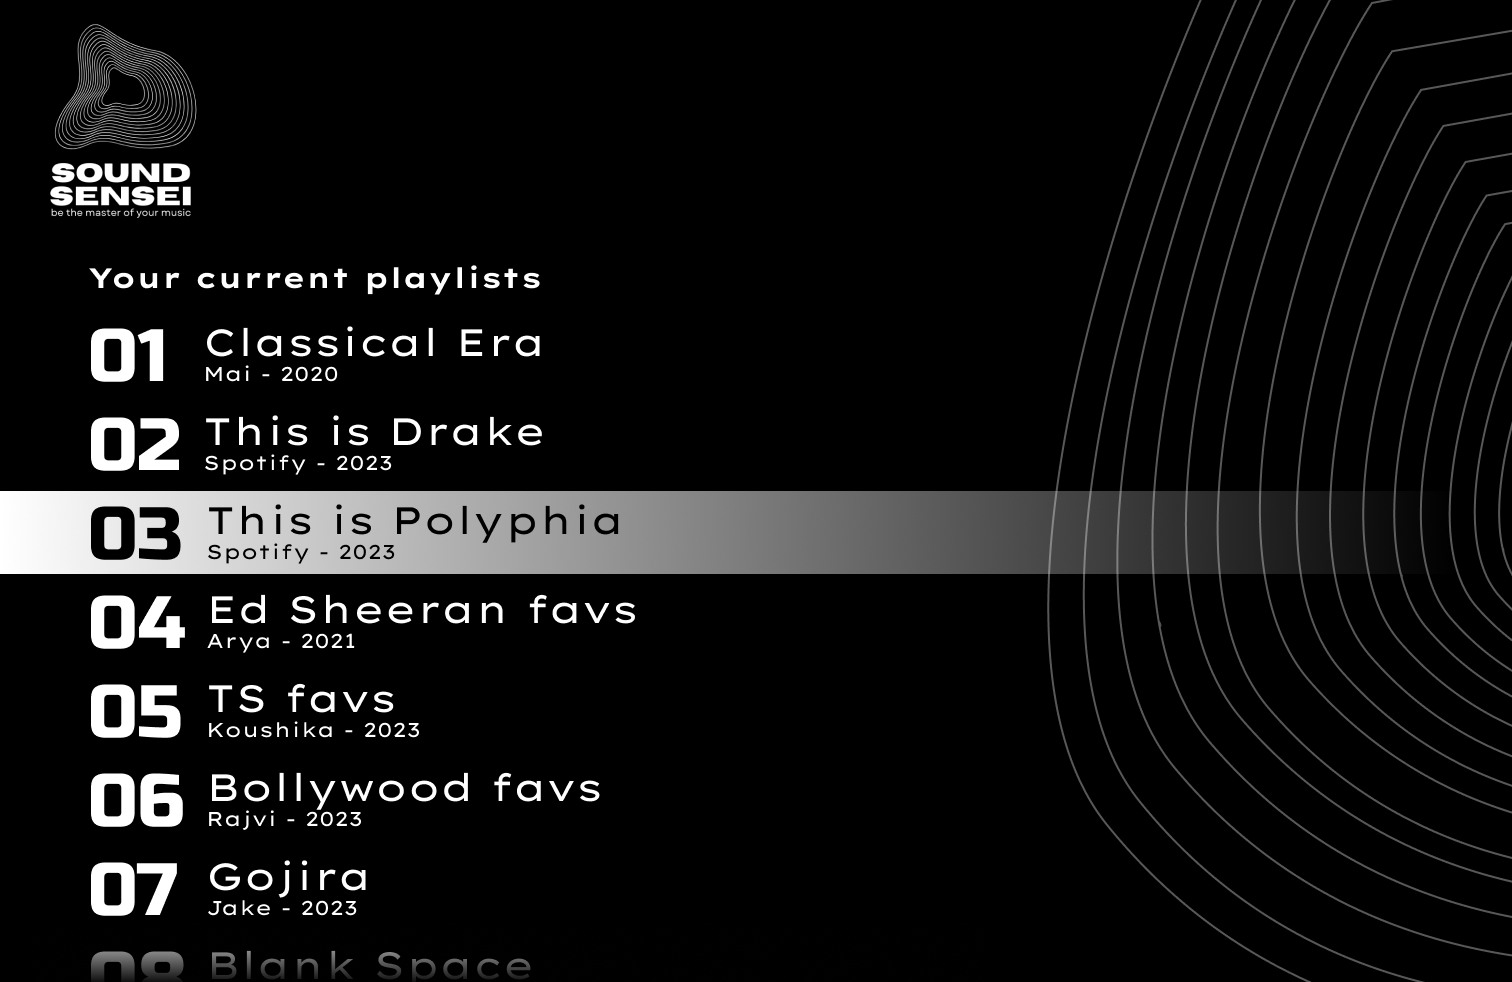 SOUND
SENSEI
be the master of your music
Your current playlists
01 Classical Era
Mai - 2020
02 This is Drake
Spotify - 2023
03 This is Polyphia
Spotify - 2023
04 Ed Sheeran favs
Arya - 2021
05 TS favs
Koushika - 2023
06 Bollywood favs
Rajvi - 2023
07 Gojira
Jake - 2023
08 Blank Space